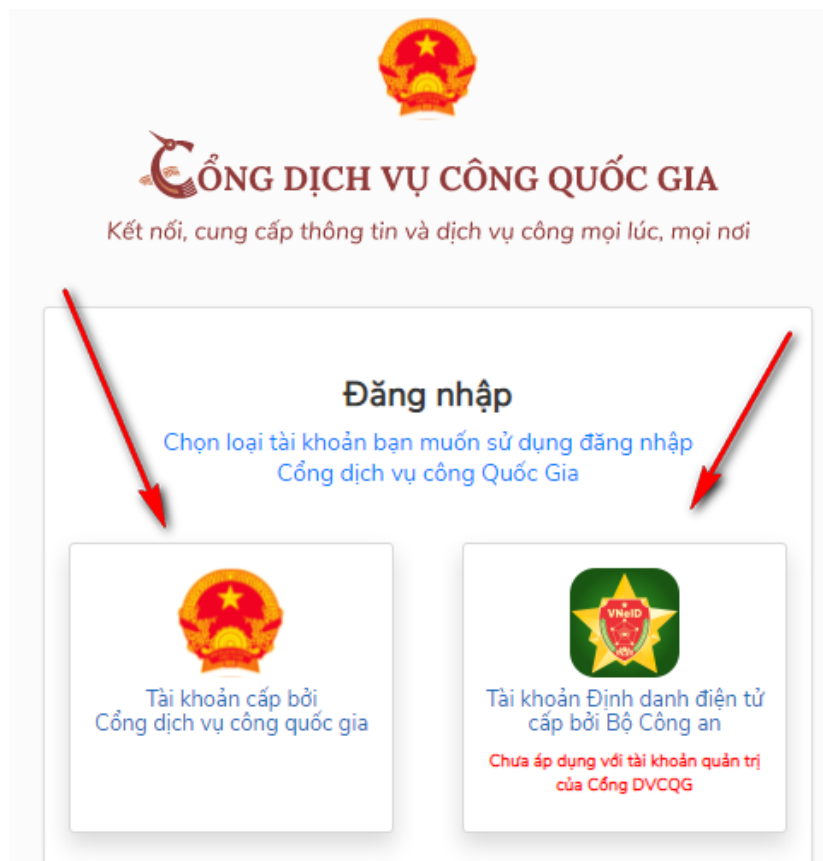 CỔNG DỊCH VỤ CÔNG QUỐC GIA
Kết nối, cung cấp thông tin và dịch vụ công mọi lúc, mọi nơi
Đăng nhập
Chọn loại tài khoản bạn muốn sử dụng đăng nhập
Cổng dịch vụ công Quốc Gia
Tài khoản cấp bởi
Cổng dịch vụ công quốc gia
VNeID
Tài khoản Định danh điện tử
cấp bởi Bộ Công an
Chưa áp dụng với tài khoản quản trị
của Cổng DVCQG